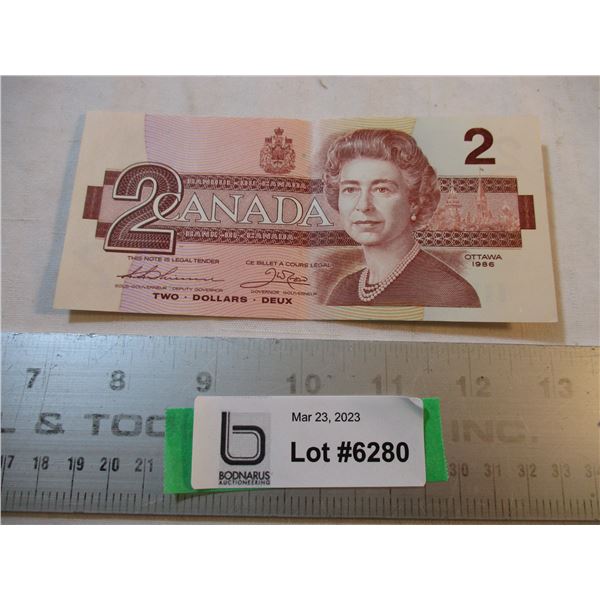 2
BANQUE·DU·CANADA
2 CANADA
BANK·OF·CANADA
OTTAWA
1986
THIS NOTE IS LEGAL TENDER CE BILLET A COURS LÉGAL
SOUS-GOUVERNEUR DEPUTY GOVERNOR GOVERNOR GOUVERNEUR
TWO · DOLLARS · DEUX
7 8 9 10 11 12 13
L & TOO INC.
17 18 19 20 21 30 31 32 33 34
b
BODNARUS
AUCTIONEERING
Mar 23, 2023
Lot #6280